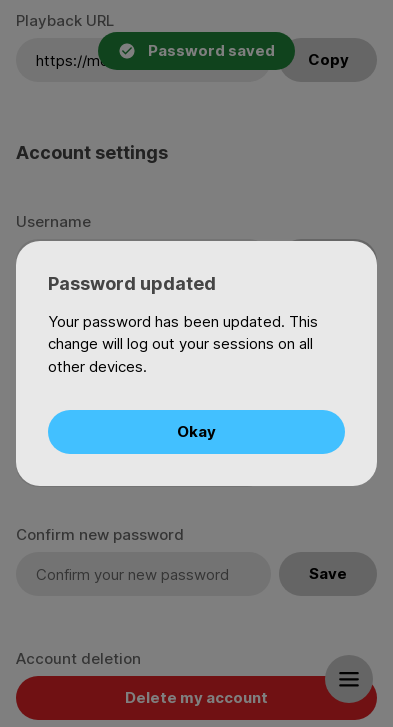 Playback URL
Password saved
https://m
Copy
Account settings
Username
Password updated
Your password has been updated. This
change will log out your sessions on all
other devices.
Okay
Confirm new password
Confirm your new password
Save
Account deletion
Delete my account